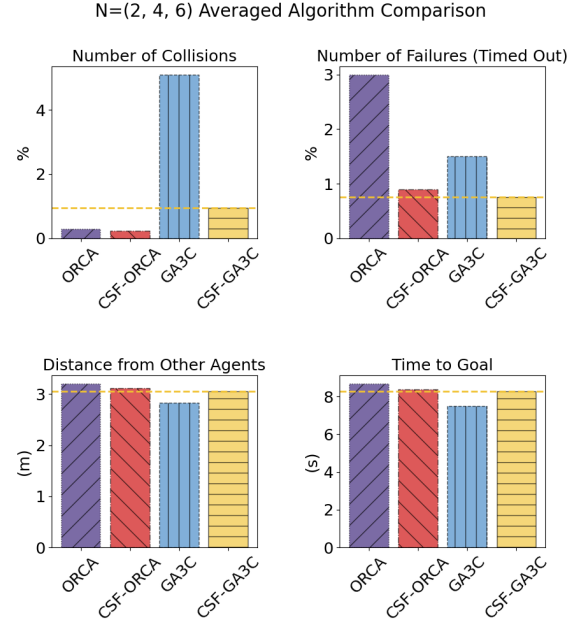 N=(2, 4, 6) Averaged Algorithm Comparison
Number of Collisions
%
4
2
0
ORCA
CSF-ORCA
GA3C
CSF-GA3C
Number of Failures (Timed Out)
%
3
2
1
0
ORCA
CSF-ORCA
GA3C
CSF-GA3C
Distance from Other Agents
(m)
3
2
1
0
ORCA
CSF-ORCA
GA3C
CSF-GA3C
Time to Goal
(s)
8
6
4
2
0
ORCA
CSF-ORCA
GA3C
CSF-GA3C